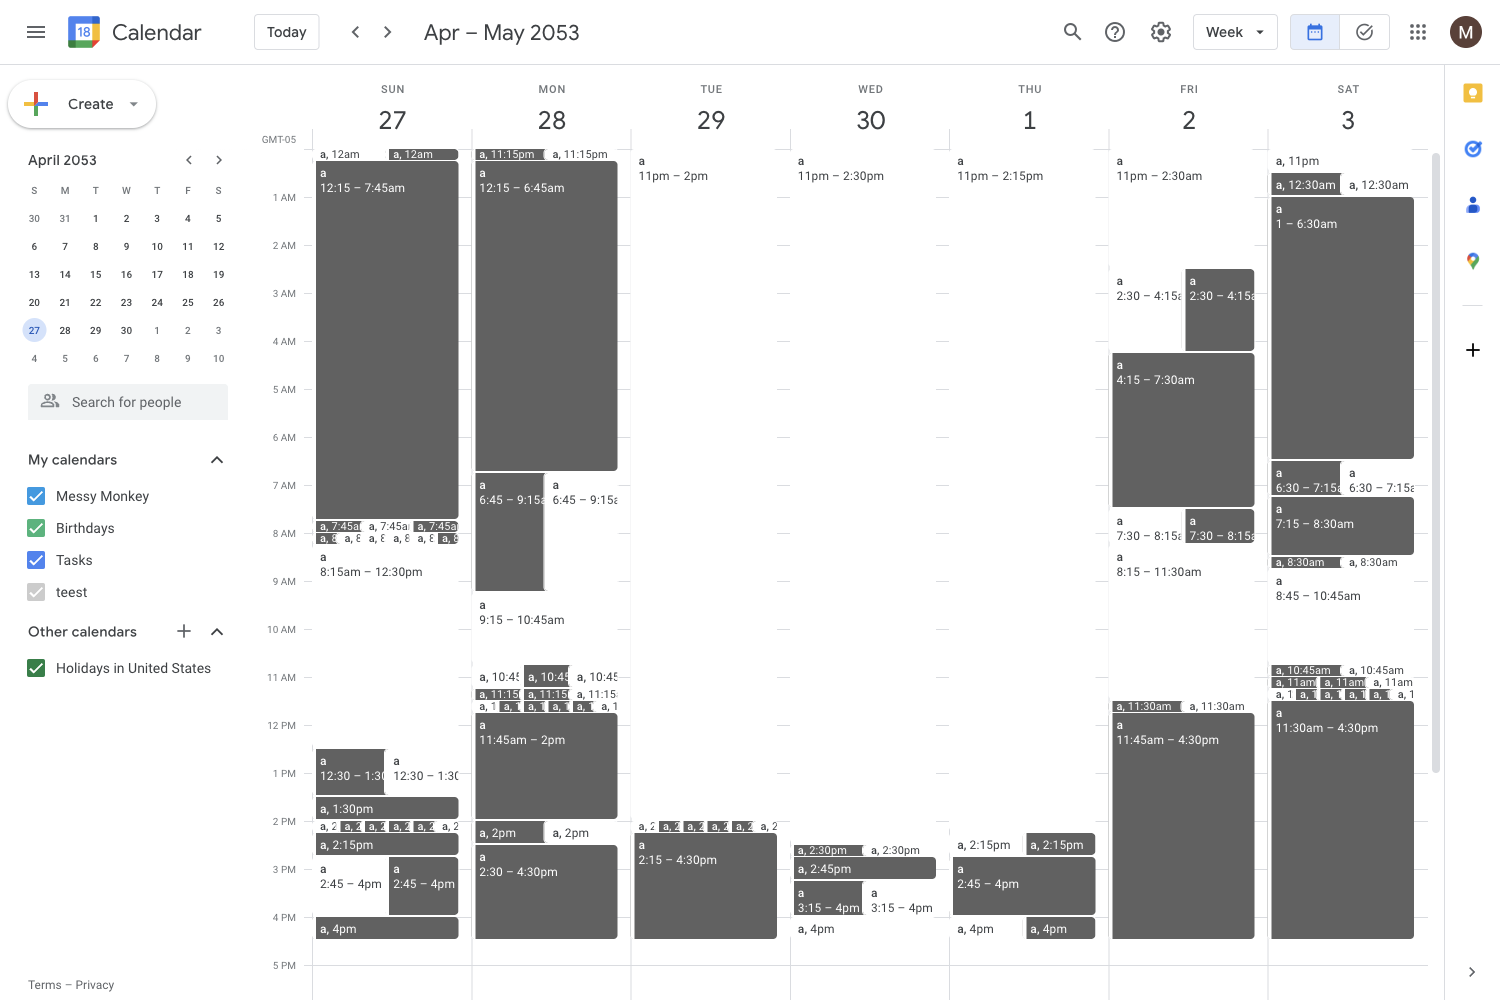 18 Calendar Today Apr – May 2053 Week M
Create
April 2053
S M T W T F S
30 31 1 2 3 4 5
6 7 8 9 10 11 12
13 14 15 16 17 18 19
20 21 22 23 24 25 26
27 28 29 30 1 2 3
4 5 6 7 8 9 10
Search for people
My calendars
Messy Monkey
Birthdays
Tasks
teest
Other calendars
Holidays in United States
Terms – Privacy
SUN MON TUE WED THU FRI SAT
27 28 29 30 1 2 3
GMT-05
1 AM
2 AM
3 AM
4 AM
5 AM
6 AM
7 AM
8 AM
9 AM
10 AM
11 AM
12 PM
1 PM
2 PM
3 PM
4 PM
5 PM
a, 12am a, 12am
a
12:15 – 7:45am
a, 7:45a a, 7:45a a, 7:45a
a, 8 a, 8 a, 8 a, 8 a, 8 a, 8
a
8:15am – 12:30pm
a
12:30 – 1:30
a
12:30 – 1:30
a, 1:30pm
a, 2 a, 2 a, 2 a, 2 a, 2 a, 2
a, 2:15pm
a
2:45 – 4pm
a
2:45 – 4pm
a, 4pm
a, 11:15pm a, 11:15pm
a
12:15 – 6:45am
a
6:45 – 9:15a
a
6:45 – 9:15a
a
9:15 – 10:45am
a, 10:45 a, 10:45 a, 10:45
a, 11:15 a, 11:15 a, 11:15
a, 1 a, 1 a, 1 a, 1 a, 1 a, 1
a
11:45am – 2pm
a, 2pm a, 2pm
a
2:30 – 4:30pm
a
11pm – 2pm
a, 2 a, 2 a, 2 a, 2 a, 2 a, 2
a
2:15 – 4:30pm
a
11pm – 2:30pm
a, 2:30pm a, 2:30pm
a, 2:45pm
a
3:15 – 4pm
a
3:15 – 4pm
a, 4pm
a
11pm – 2:15pm
a, 2:15pm a, 2:15pm
a
2:45 – 4pm
a, 4pm a, 4pm
a
11pm – 2:30am
a
2:30 – 4:15a
a
2:30 – 4:15a
a
4:15 – 7:30am
a
7:30 – 8:15a
a
7:30 – 8:15a
a
8:15 – 11:30am
a, 11:30am a, 11:30am
a
11:45am – 4:30pm
a, 11pm
a, 12:30am a, 12:30am
a
1 – 6:30am
a
6:30 – 7:15a
a
6:30 – 7:15a
a
7:15 – 8:30am
a, 8:30am a, 8:30am
a
8:45 – 10:45am
a, 10:45am a, 10:45am
a, 11am a, 11am a, 11am
a, 1 a, 1 a, 1 a, 1 a, 1 a, 1
a
11:30am – 4:30pm